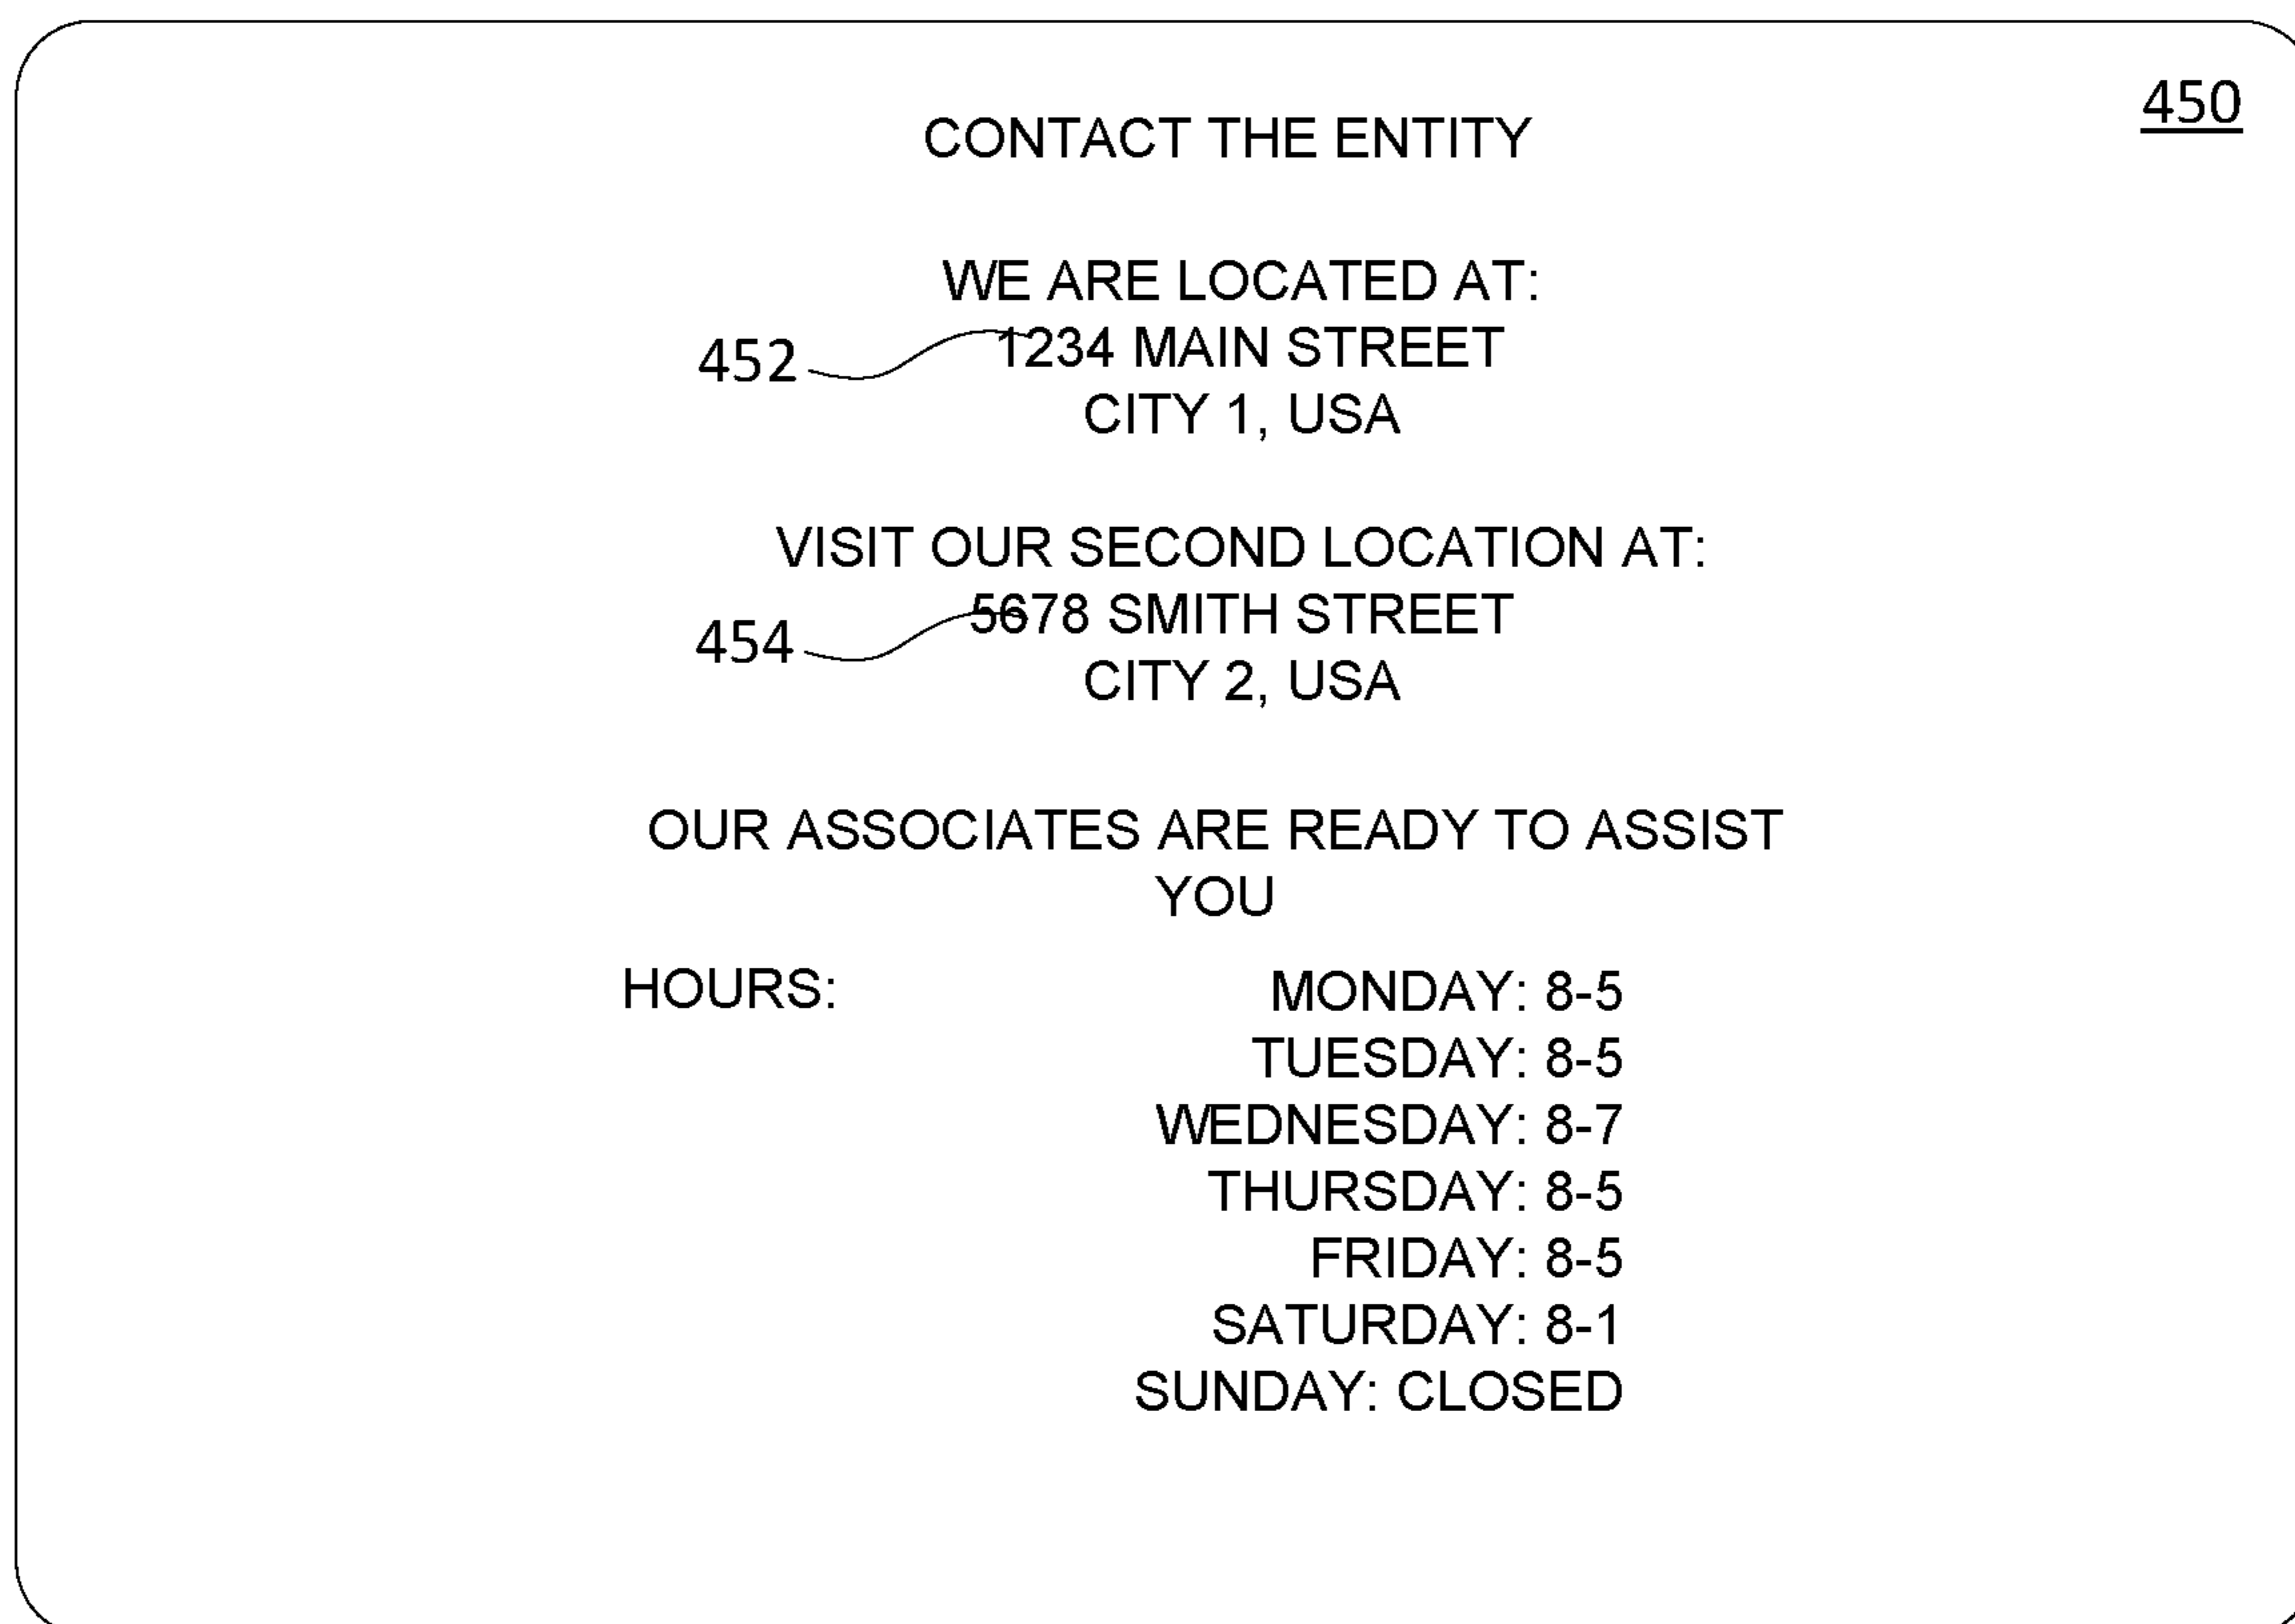 450
CONTACT THE ENTITY
WE ARE LOCATED AT:
452 1234 MAIN STREET
CITY 1, USA
VISIT OUR SECOND LOCATION AT:
454 5678 SMITH STREET
CITY 2, USA
OUR ASSOCIATES ARE READY TO ASSIST
YOU
HOURS: MONDAY: 8-5
TUESDAY: 8-5
WEDNESDAY: 8-7
THURSDAY: 8-5
FRIDAY: 8-5
SATURDAY: 8-1
SUNDAY: CLOSED